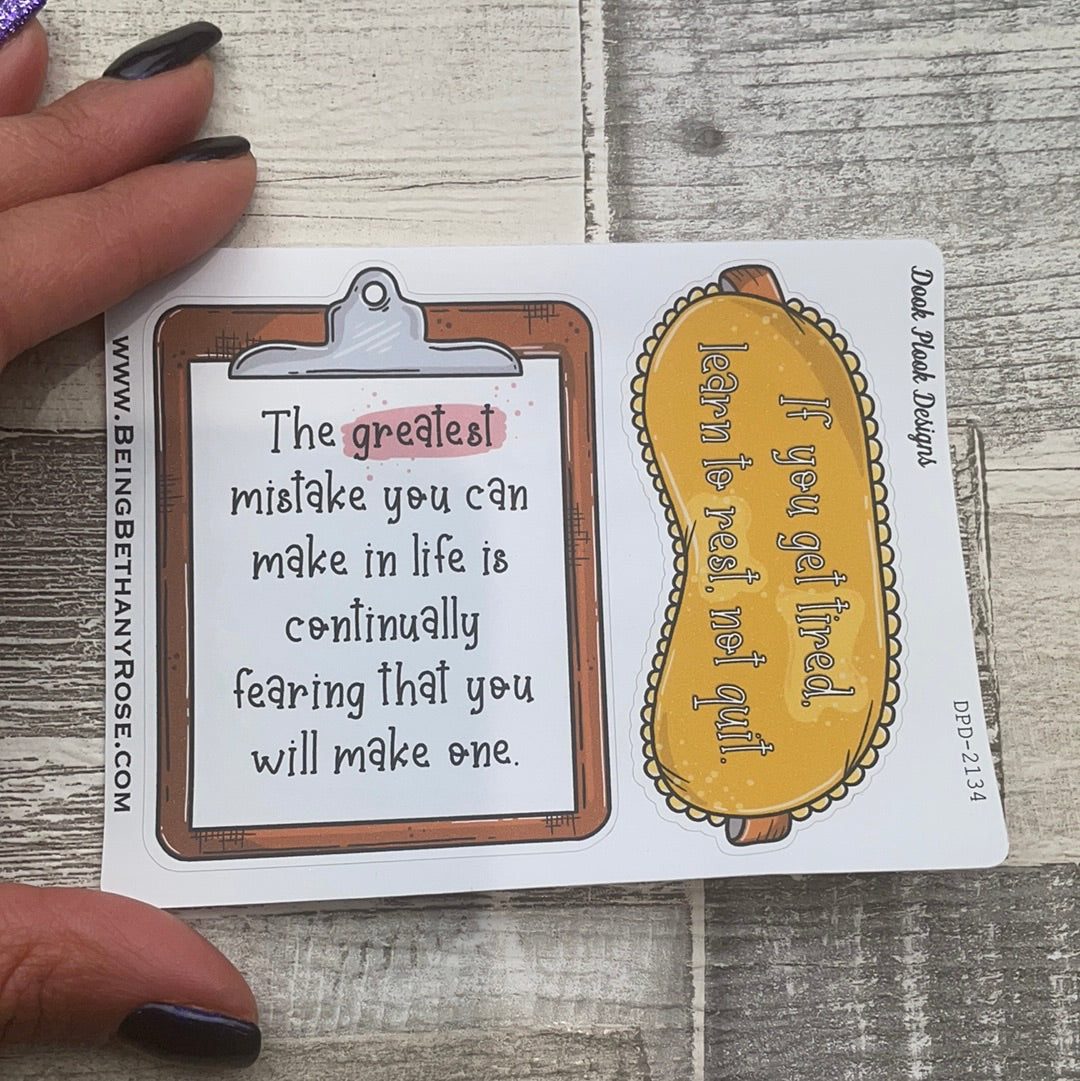 The greatest
mistake you can
make in life is
continually
fearing that you
will make one.
If you get tired,
learn to rest, not quit.
Dook Plook Designs
DPD-2134
www.BeingBethanyRose.com